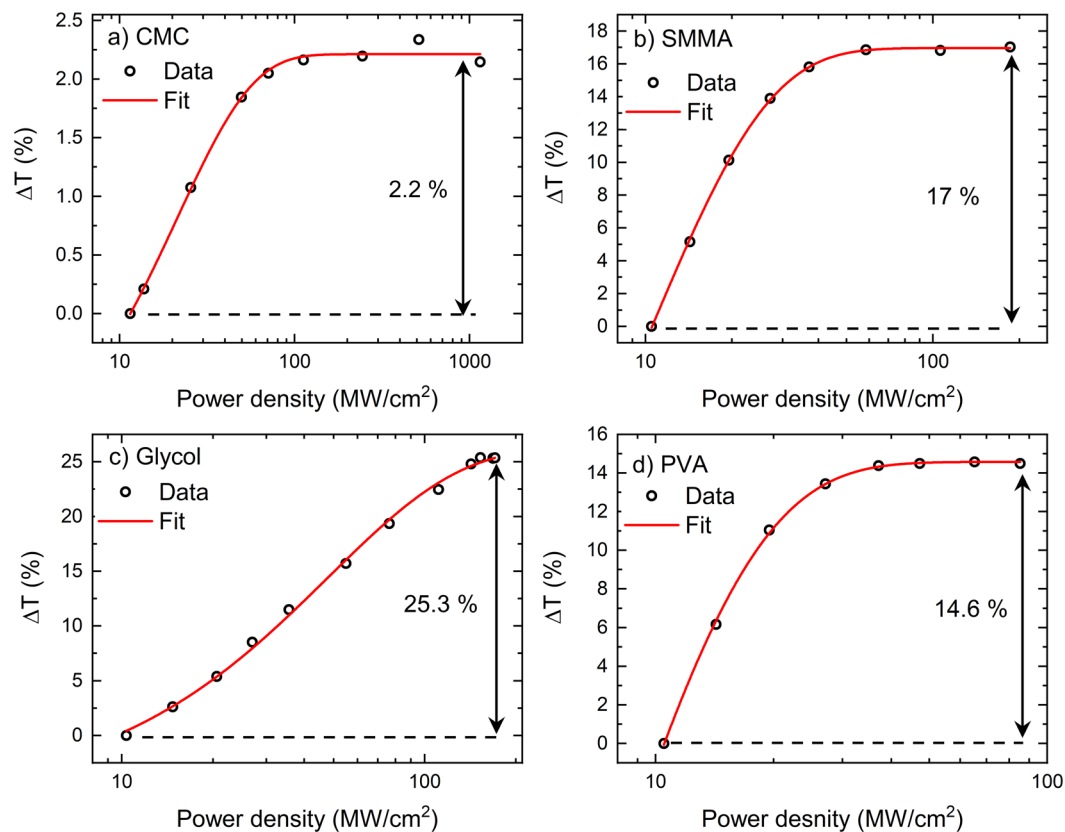 a) CMC
Data
Fit
2.2 %
ΔT (%)
0.0
0.5
1.0
1.5
2.0
2.5
10
100
1000
Power density (MW/cm²)
b) SMMA
Data
Fit
17 %
ΔT (%)
0
2
4
6
8
10
12
14
16
18
10
100
Power density (MW/cm²)
c) Glycol
Data
Fit
25.3 %
ΔT (%)
0
5
10
15
20
25
10
100
Power density (MW/cm²)
d) PVA
Data
Fit
14.6 %
ΔT (%)
0
2
4
6
8
10
12
14
16
10
100
Power desnity (MW/cm²)